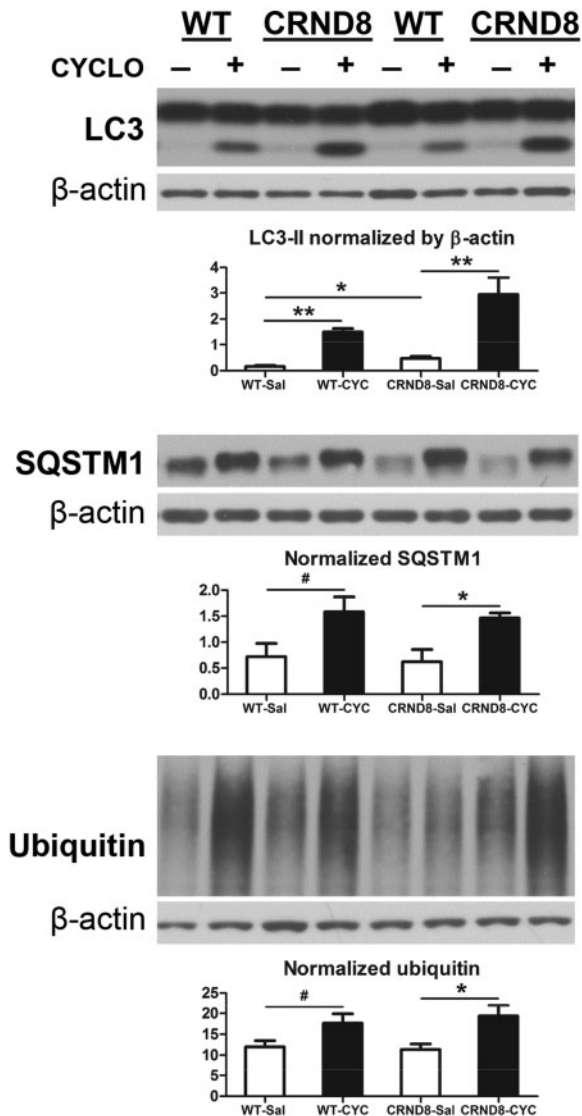 WT CRND8 WT CRND8
CYCLO – + – + – + – +
LC3
β-actin
LC3-II normalized by β-actin
4
3
2
1
0
*
**
**
WT-Sal WT-CYC CRND8-Sal CRND8-CYC
SQSTM1
β-actin
Normalized SQSTM1
2.0
1.5
1.0
0.5
0.0
#
*
WT-Sal WT-CYC CRND8-Sal CRND8-CYC
Ubiquitin
β-actin
Normalized ubiquitin
25
20
15
10
5
0
#
*
WT-Sal WT-CYC CRND8-Sal CRND8-CYC